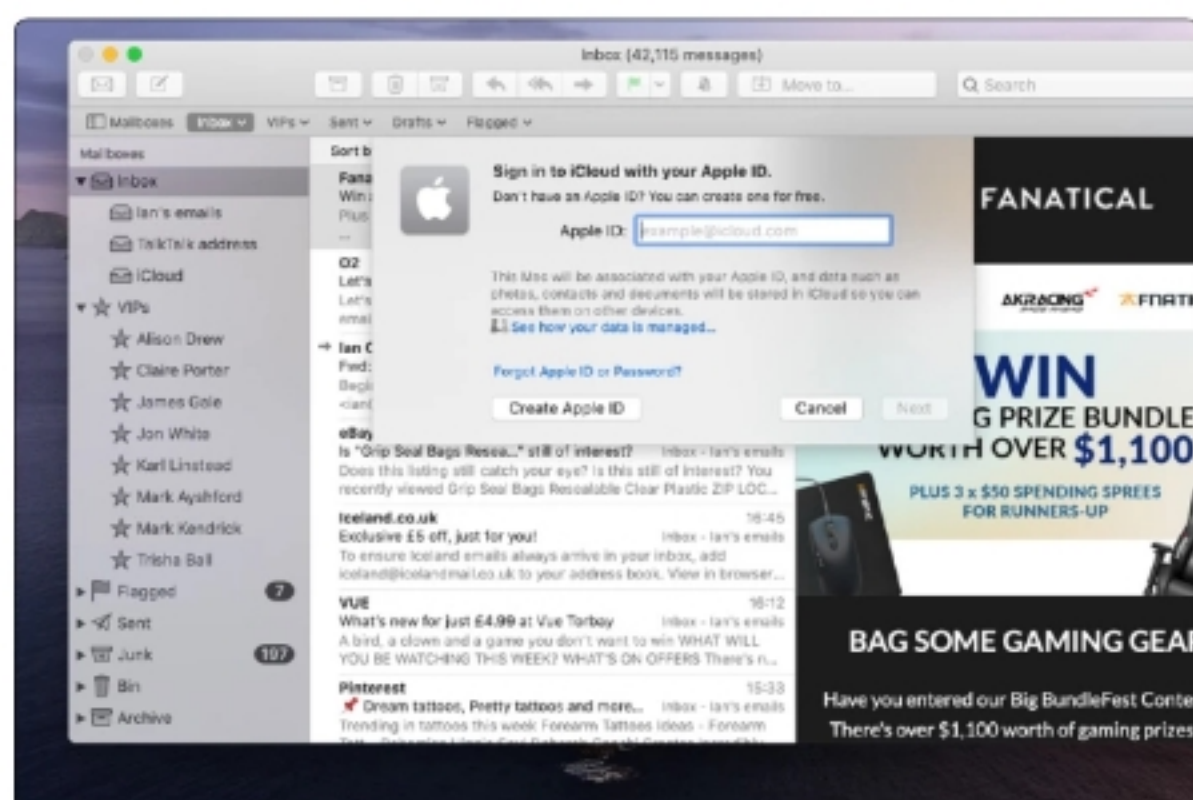 Inbox (42,115 messages)
Move to...
Search
Mailboxes Inbox VIPs Sent Drafts Flagged
Mailboxes
Inbox
Ian's emails
TalkTalk address
iCloud
VIPs
Alison Drew
Claire Porter
James Gale
Jon White
Karl Linstead
Mark Ayshford
Mark Kendrick
Trisha Ball
Flagged 7
Sent
Junk 197
Bin
Archive
Sort b
Fana
Win a
Plus
...
O2
Let's
Let's
email
Ian C
Fwd:
Begi
<ian(
eBay
Is "Grip Seal Bags Resea..." still of interest? Inbox - Ian's emails
Does this listing still catch your eye? Is this still of interest? You
recently viewed Grip Seal Bags Resealable Clear Plastic ZIP LOC...
Iceland.co.uk 16:45
Exclusive £5 off, just for you! Inbox - Ian's emails
To ensure Iceland emails always arrive in your inbox, add
iceland@icelandmail.co.uk to your address book. View in browser...
VUE 16:12
What's new for just £4.99 at Vue Torbay Inbox - Ian's emails
A bird, a clown and a game you don't want to win WHAT WILL
YOU BE WATCHING THIS WEEK? WHAT'S ON OFFERS There's n...
Pinterest 15:33
Dream tattoos, Pretty tattoos and more... Inbox - Ian's emails
Trending in tattoos this week Forearm Tattoos Ideas - Forearm
Sign in to iCloud with your Apple ID.
Don't have an Apple ID? You can create one for free.
Apple ID: example@icloud.com
This Mac will be associated with your Apple ID, and data such as
photos, contacts and documents will be stored in iCloud so you can
access them on other devices.
See how your data is managed...
Forgot Apple ID or Password?
Create Apple ID Cancel Next
FANATICAL
AKRACING FNATI
WIN
G PRIZE BUNDLE
WORTH OVER $1,100
PLUS 3 x $50 SPENDING SPREES
FOR RUNNERS-UP
BAG SOME GAMING GEAR
Have you entered our Big BundleFest Conte
There's over $1,100 worth of gaming prizes